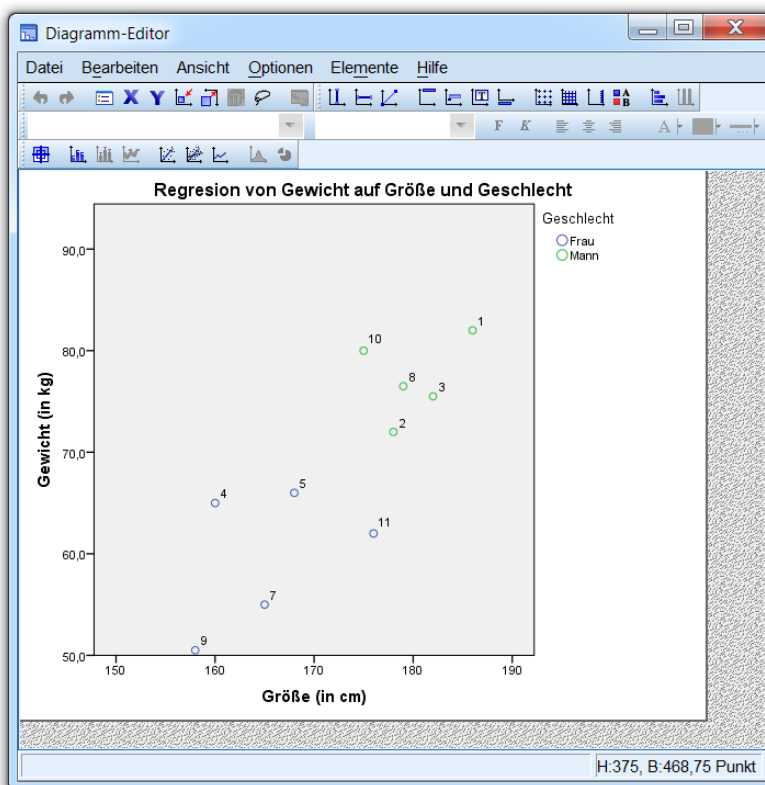 Diagramm-Editor
Datei Bearbeiten Ansicht Optionen Elemente Hilfe
X Y T A B
F K A
Regresion von Gewicht auf Größe und Geschlecht
Geschlecht
Frau
Mann
90,0
80,0
70,0
60,0
50,0
Gewicht (in kg)
1
10
8
3
2
4
5
11
7
9
150 160 170 180 190
Größe (in cm)
H:375, B:468,75 Punkt